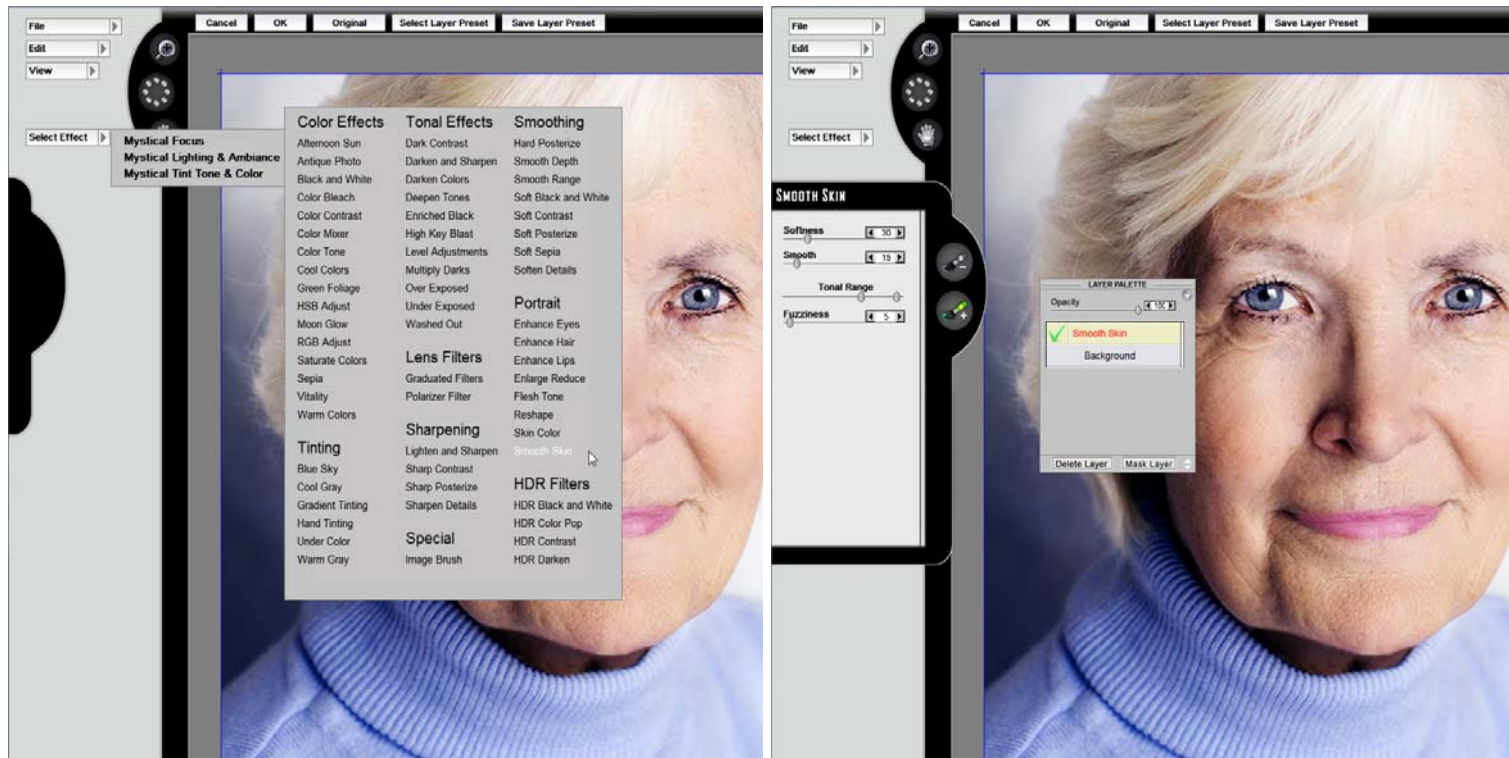 File
Edit
View
Select Effect
Cancel OK Original Select Layer Preset Save Layer Preset
Mystical Focus
Mystical Lighting & Ambiance
Mystical Tint Tone & Color
Color Effects
Afternoon Sun
Antique Photo
Black and White
Color Bleach
Color Contrast
Color Mixer
Color Tone
Cool Colors
Green Foliage
HSB Adjust
Moon Glow
RGB Adjust
Saturate Colors
Sepia
Vitality
Warm Colors
Tinting
Blue Sky
Cool Gray
Gradient Tinting
Hand Tinting
Under Color
Warm Gray
Tonal Effects
Dark Contrast
Darken and Sharpen
Darken Colors
Deepen Tones
Enriched Black
High Key Blast
Level Adjustments
Multiply Darks
Over Exposed
Under Exposed
Washed Out
Lens Filters
Graduated Filters
Polarizer Filter
Sharpening
Lighten and Sharpen
Sharp Contrast
Sharp Posterize
Sharpen Details
Special
Image Brush
Smoothing
Hard Posterize
Smooth Depth
Smooth Range
Soft Black and White
Soft Contrast
Soft Posterize
Soft Sepia
Soften Details
Portrait
Enhance Eyes
Enhance Hair
Enhance Lips
Enlarge Reduce
Flesh Tone
Reshape
Skin Color
Smooth Skin
HDR Filters
HDR Black and White
HDR Color Pop
HDR Contrast
HDR Darken
File
Edit
View
Select Effect
Cancel OK Original Select Layer Preset Save Layer Preset
SMOOTH SKIN
Softness 30
Smooth 15
Tonal Range
Fuzziness 5
LAYER PALETTE
Opacity 100
Smooth Skin
Background
Delete Layer Mask Layer